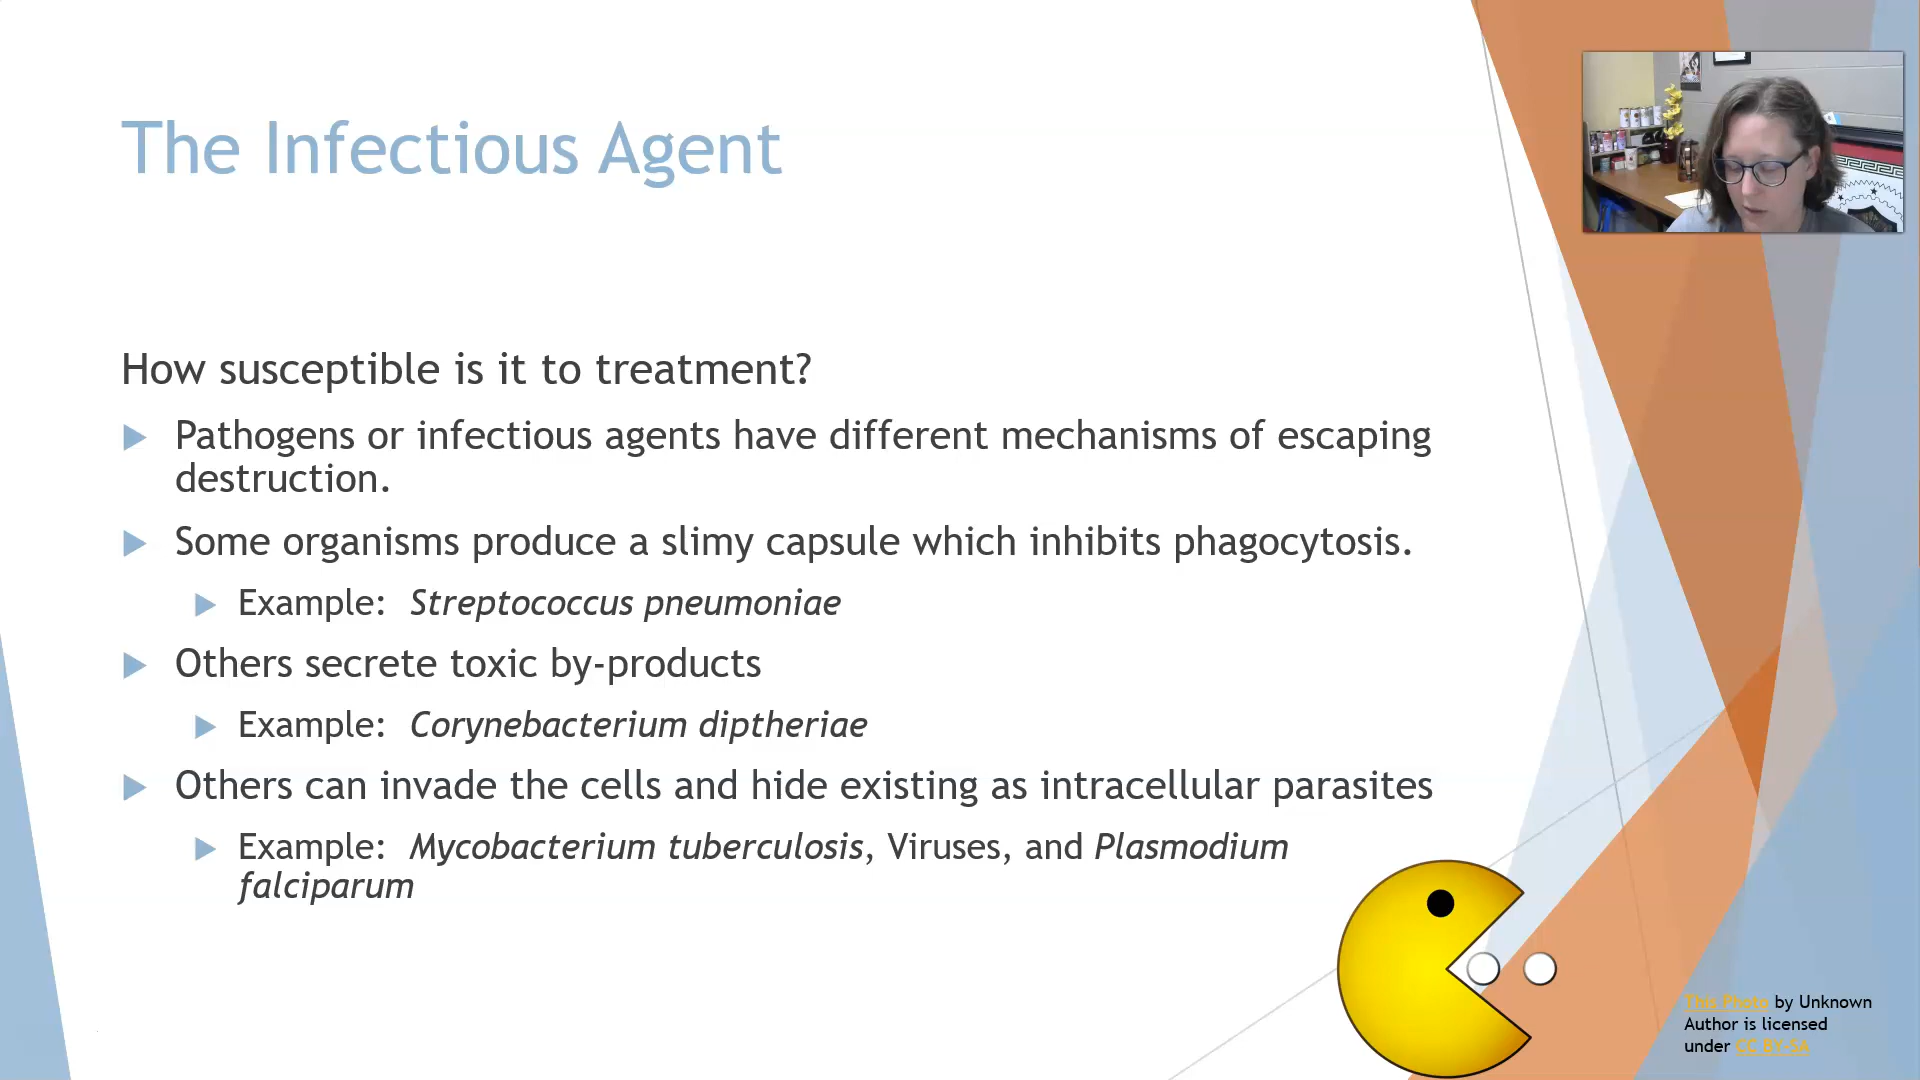 The Infectious Agent
How susceptible is it to treatment?
Pathogens or infectious agents have different mechanisms of escaping
destruction.
Some organisms produce a slimy capsule which inhibits phagocytosis.
Example: Streptococcus pneumoniae
Others secrete toxic by-products
Example: Corynebacterium diptheriae
Others can invade the cells and hide existing as intracellular parasites
Example: Mycobacterium tuberculosis, Viruses, and Plasmodium
falciparum
This Photo by Unknown
Author is licensed
under CC BY-SA